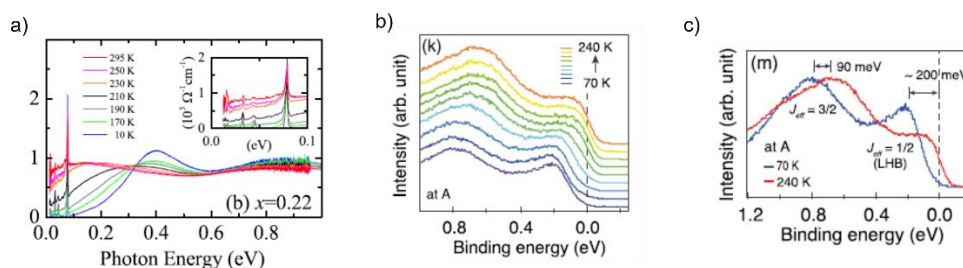 a)
2
1
0
295 K
250 K
230 K
210 K
190 K
170 K
10 K
(10³ Ω⁻¹cm⁻¹)
2
1
0
0.0
(eV)
0.1
(b) x=0.22
0.0 0.2 0.4 0.6 0.8
Photon Energy (eV)
b)
(k)
240 K
70 K
Intensity (arb. unit)
at A
0.8 0.4 0.0
Binding energy (eV)
c)
(m)
90 meV
~ 200 meV
Intensity (arb. unit)
Jeff = 3/2
Jeff = 1/2
(LHB)
at A
70 K
240 K
1.2 0.8 0.4 0.0
Binding energy (eV)